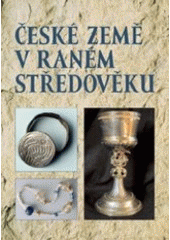 ČESKÉ ZEMĚ
V RANÉM
STŘEDOVĚKU